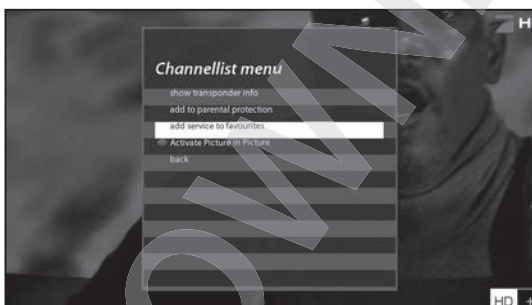 H
Channellist menu
show transponder info
add to parental protection
add service to favourites
Activate Picture in Picture
back
HD